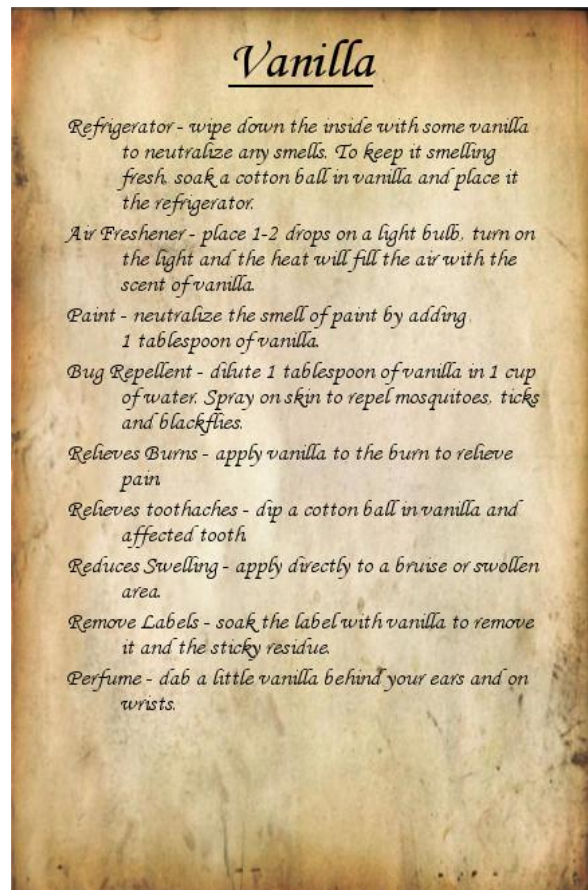 Vanilla
Refrigerator - wipe down the inside with some vanilla
to neutralize any smells. To keep it smelling
fresh, soak a cotton ball in vanilla and place it
the refrigerator.
Air Freshener - place 1-2 drops on a light bulb, turn on
the light and the heat will fill the air with the
scent of vanilla.
Paint - neutralize the smell of paint by adding
1 tablespoon of vanilla.
Bug Repellent - dilute 1 tablespoon of vanilla in 1 cup
of water. Spray on skin to repel mosquitoes, ticks
and blackflies.
Relieves Burns - apply vanilla to the burn to relieve
pain
Relieves toothaches - dip a cotton ball in vanilla and
affected tooth
Reduces Swelling - apply directly to a bruise or swollen
area.
Remove Labels - soak the label with vanilla to remove
it and the sticky residue.
Perfume - dab a little vanilla behind your ears and on
wrists.